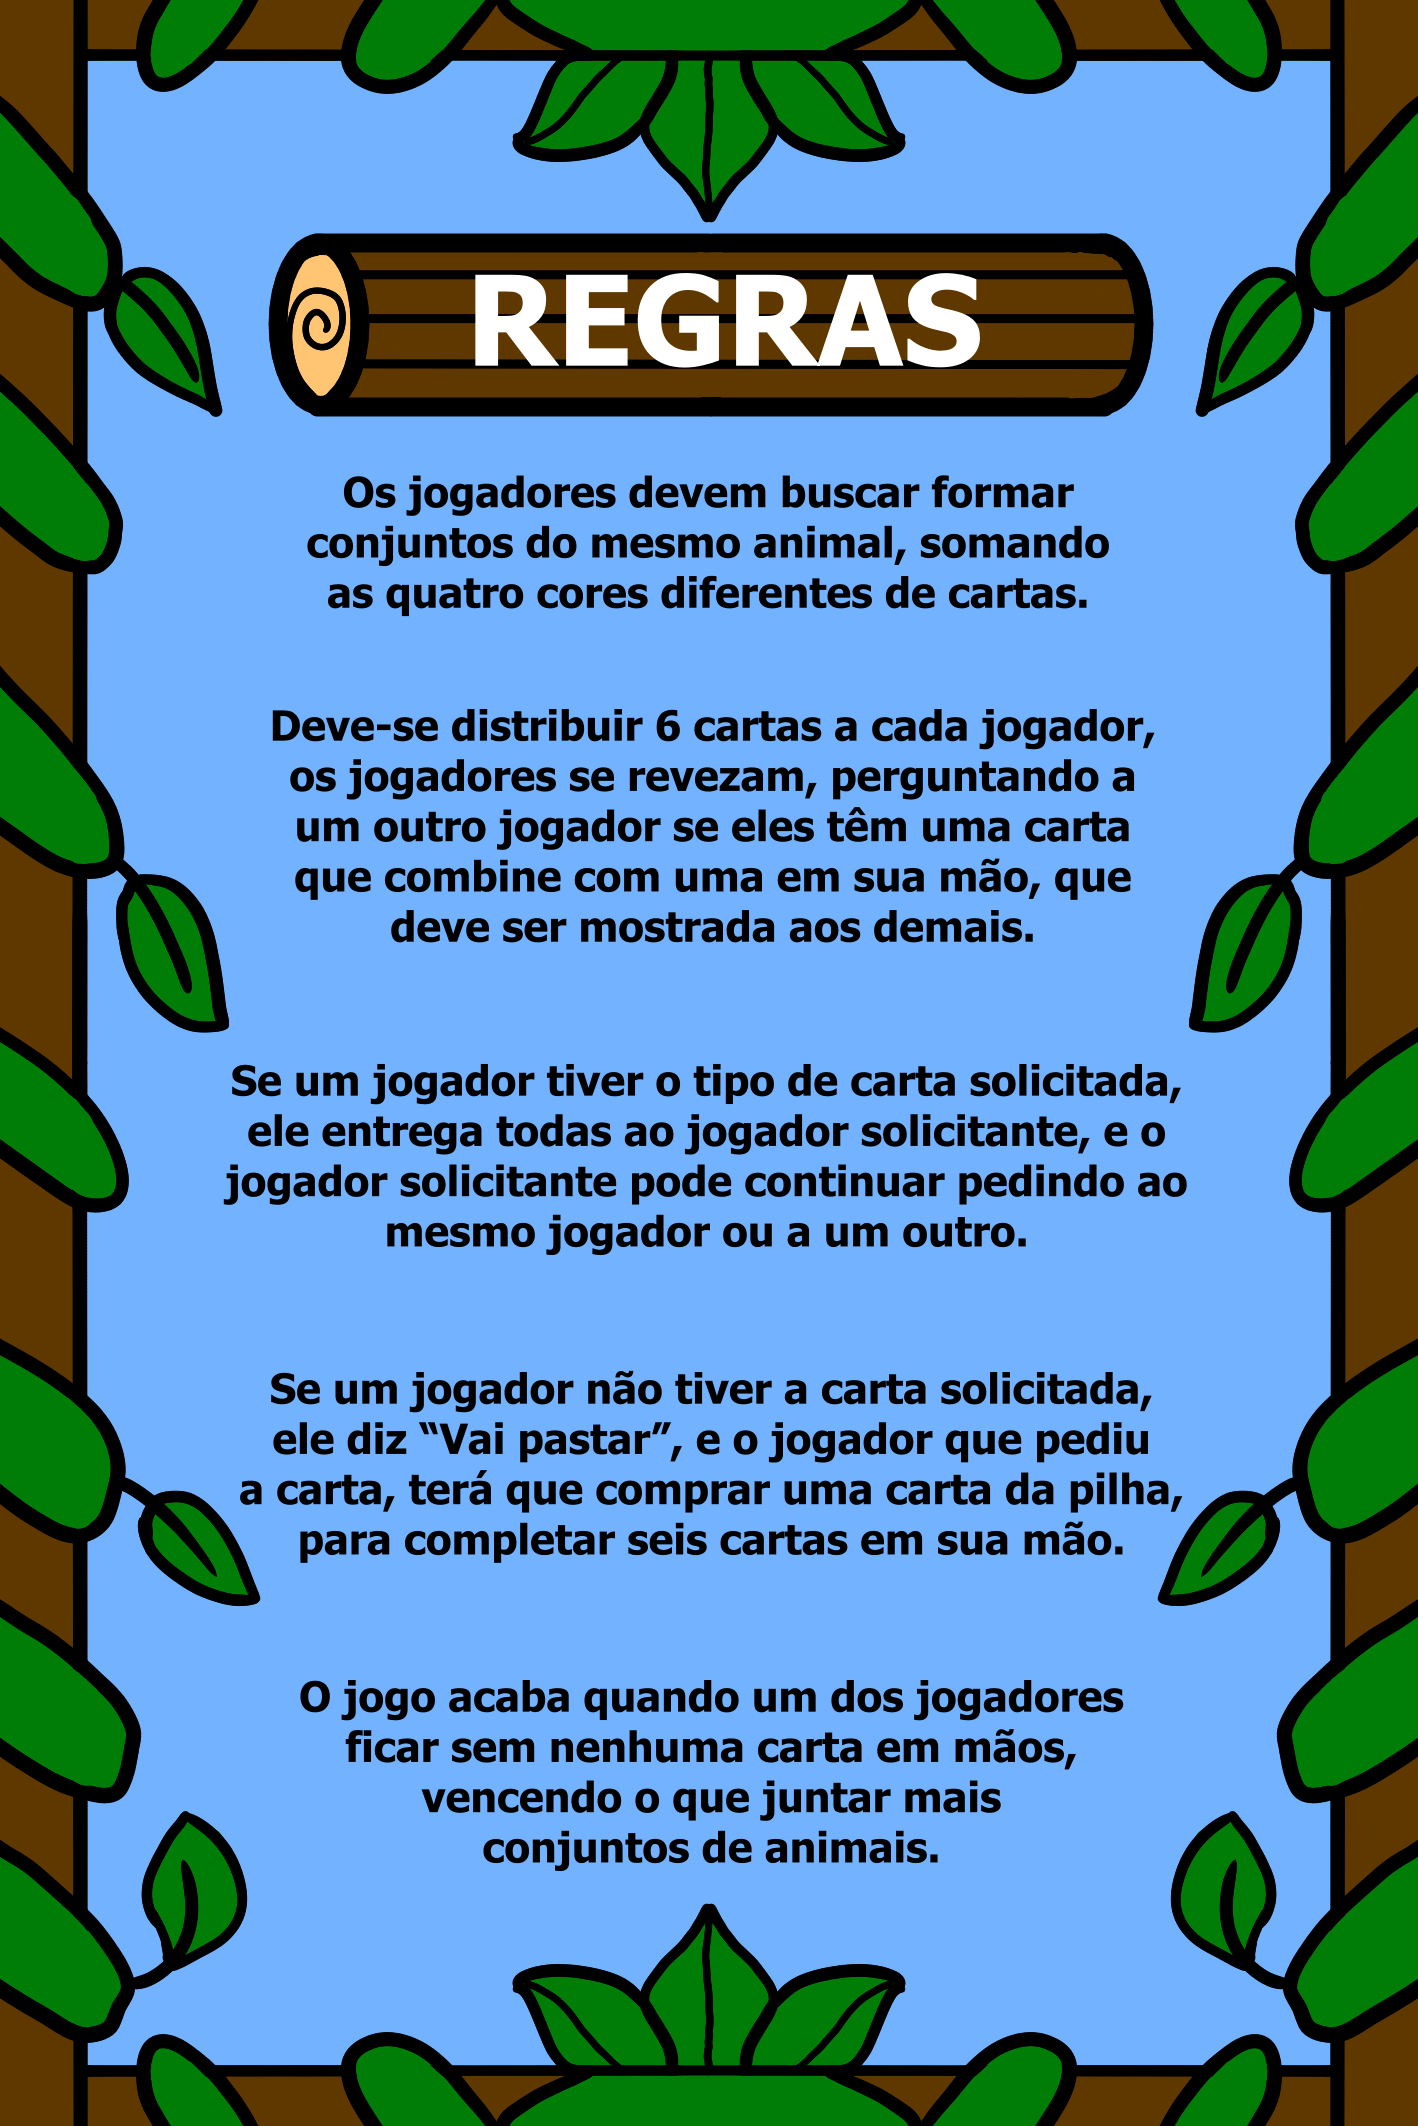 REGRAS
Os jogadores devem buscar formar
conjuntos do mesmo animal, somando
as quatro cores diferentes de cartas.
Deve-se distribuir 6 cartas a cada jogador,
os jogadores se revezam, perguntando a
um outro jogador se eles têm uma carta
que combine com uma em sua mão, que
deve ser mostrada aos demais.
Se um jogador tiver o tipo de carta solicitada,
ele entrega todas ao jogador solicitante, e o
jogador solicitante pode continuar pedindo ao
mesmo jogador ou a um outro.
Se um jogador não tiver a carta solicitada,
ele diz “Vai pastar”, e o jogador que pediu
a carta, terá que comprar uma carta da pilha,
para completar seis cartas em sua mão.
O jogo acaba quando um dos jogadores
ficar sem nenhuma carta em mãos,
vencendo o que juntar mais
conjuntos de animais.